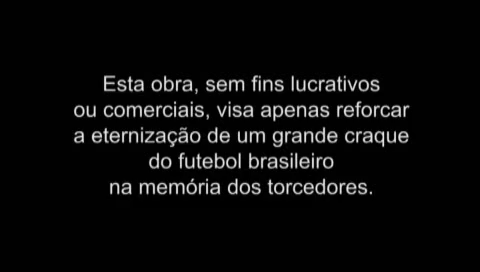 Esta obra, sem fins lucrativos
ou comerciais, visa apenas reforcar
a eternização de um grande craque
do futebol brasileiro
na memória dos torcedores.